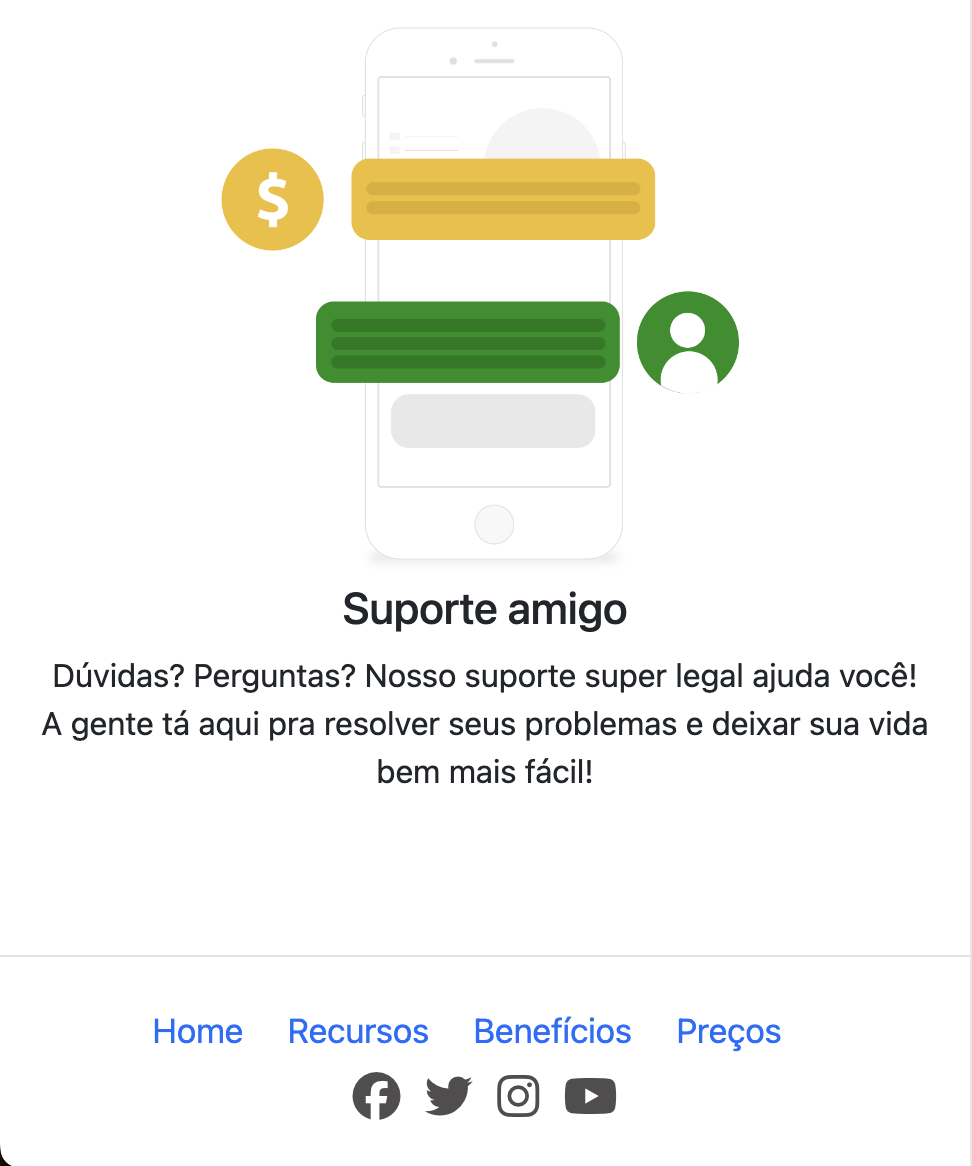 $
Suporte amigo
Dúvidas? Perguntas? Nosso suporte super legal ajuda você!
A gente tá aqui pra resolver seus problemas e deixar sua vida
bem mais fácil!
Home Recursos Benefícios Preços